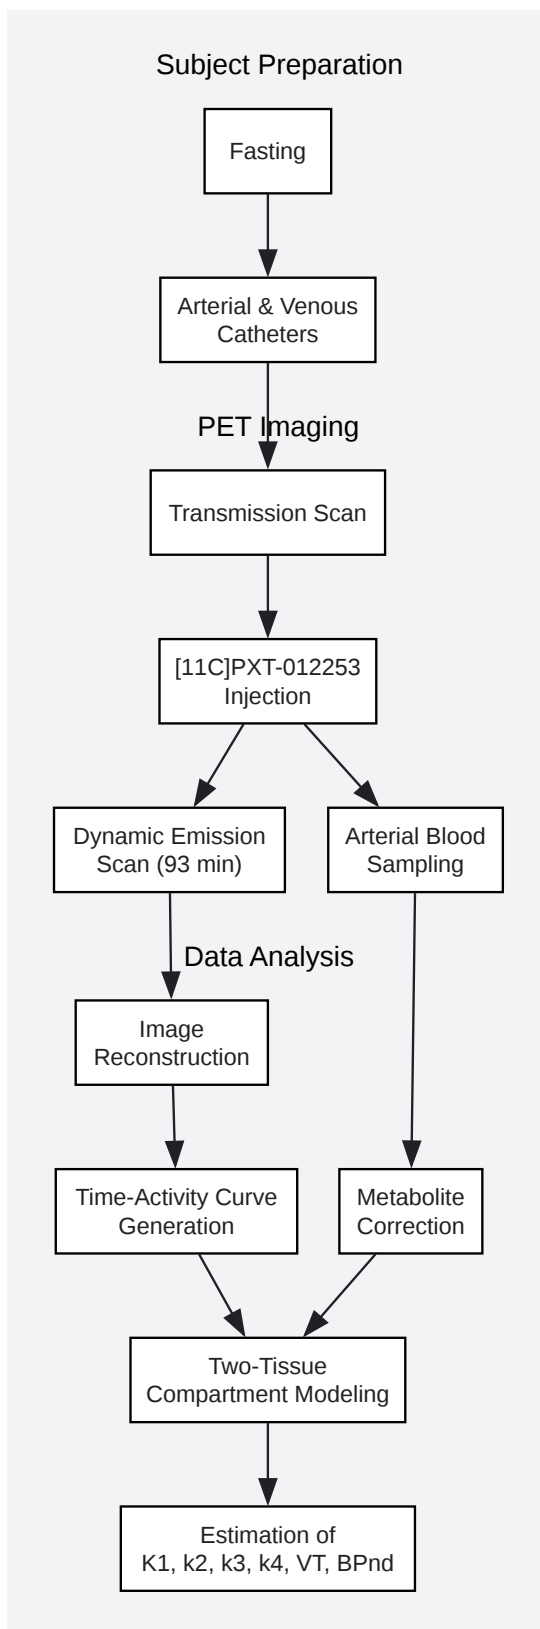 Subject Preparation
Fasting
Arterial & Venous
Catheters
PET Imaging
Transmission Scan
[11C]PXT-012253
Injection
Dynamic Emission
Scan (93 min)
Arterial Blood
Sampling
Data Analysis
Image
Reconstruction
Time-Activity Curve
Generation
Metabolite
Correction
Two-Tissue
Compartment Modeling
Estimation of
K1, k2, k3, k4, VT, BPnd